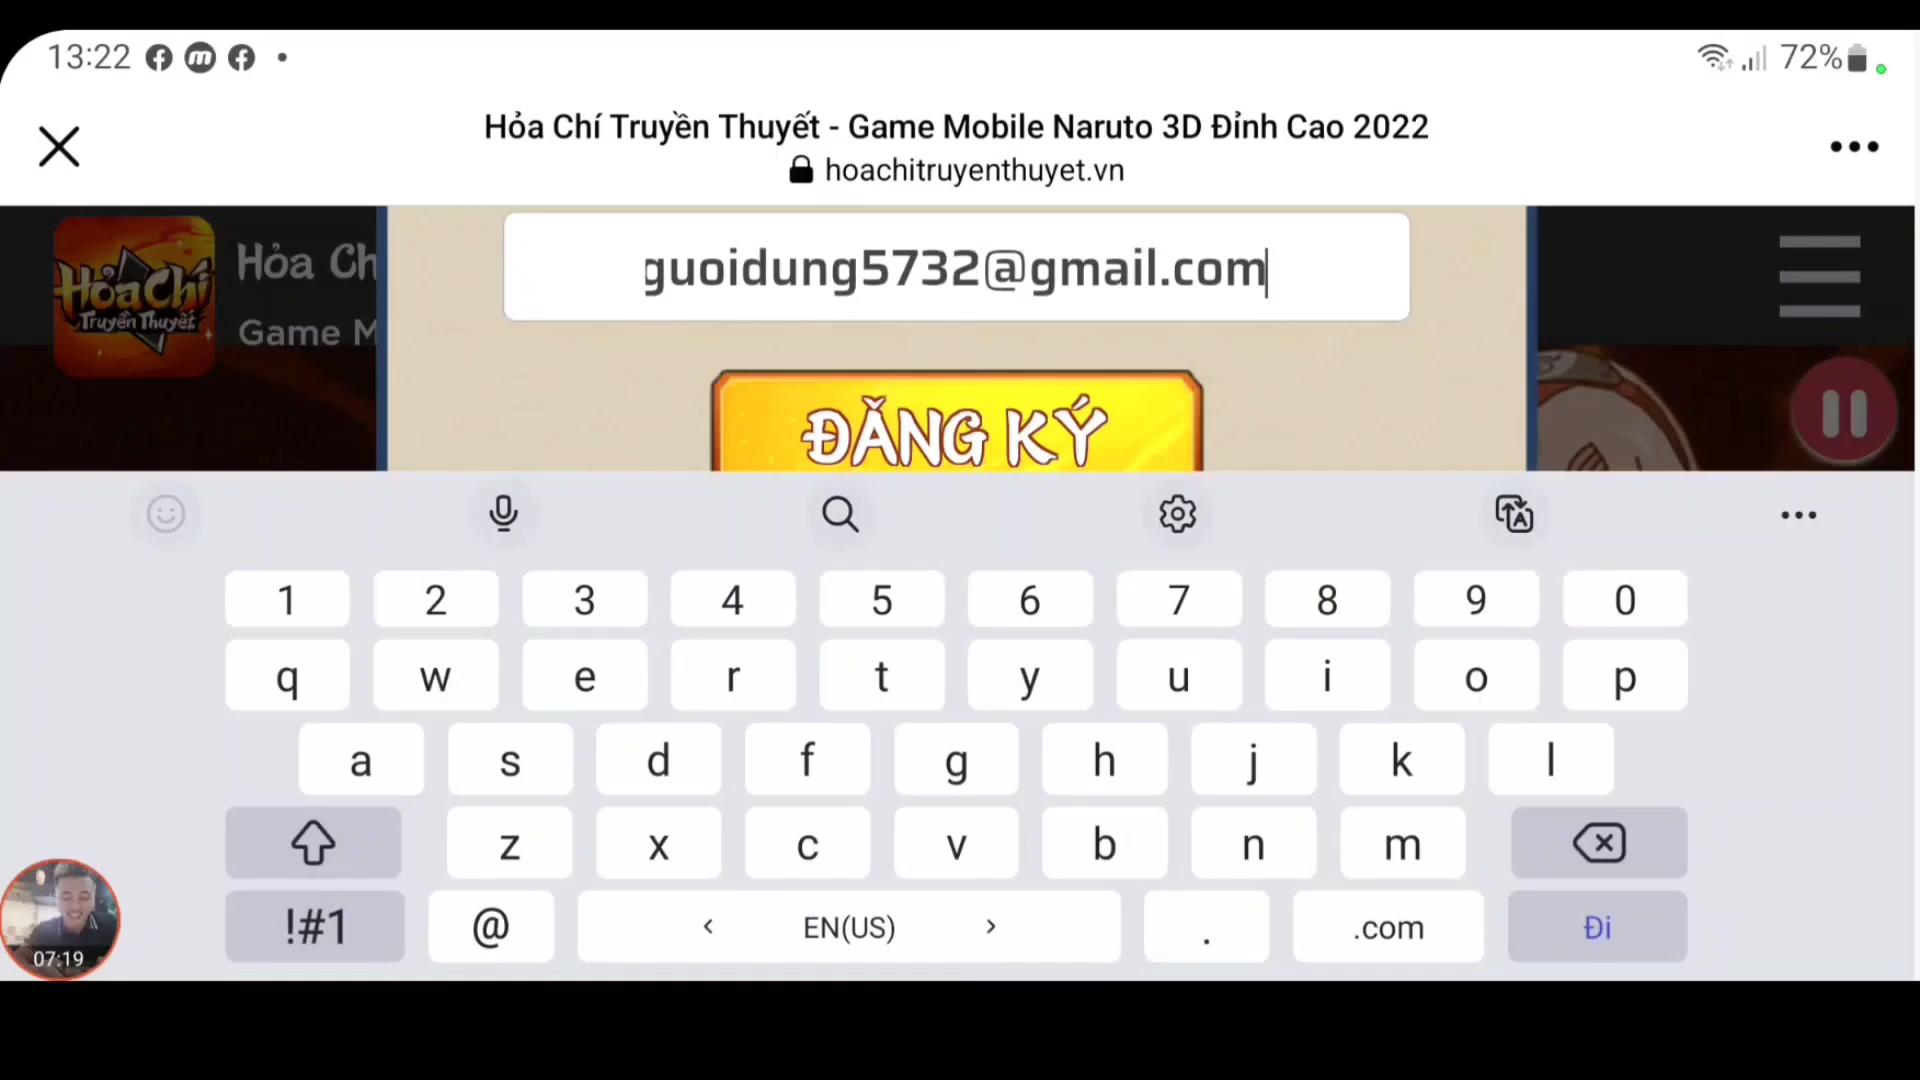 13:22
72%
Hỏa Chí Truyền Thuyết - Game Mobile Naruto 3D Đỉnh Cao 2022
hoachitruyenthuyet.vn
Hỏa Chí
Truyền Thuyết
Hỏa Ch
Game M
guoidung5732@gmail.com
ĐĂNG KÝ
1 2 3 4 5 6 7 8 9 0
q w e r t y u i o p
a s d f g h j k l
z x c v b n m
!#1 @ EN(US) . .com Đi
07:19